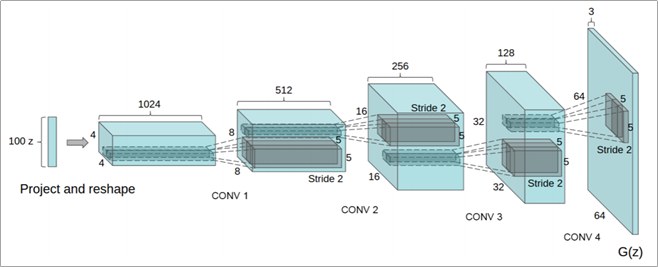 100 z
Project and reshape
1024
4
4
CONV 1
512
8
8
5
5
Stride 2
CONV 2
256
16
16
Stride 2
5
5
CONV 3
128
32
32
5
5
Stride 2
CONV 4
3
64
64
5
5
Stride 2
G(z)